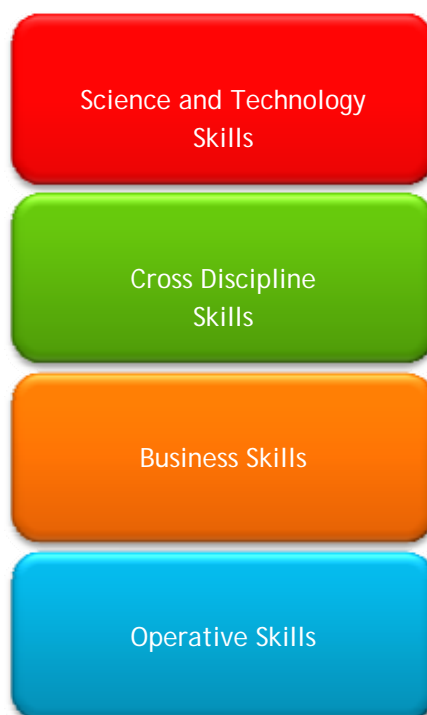 Science and Technology
Skills
Cross Discipline
Skills
Business Skills
Operative Skills